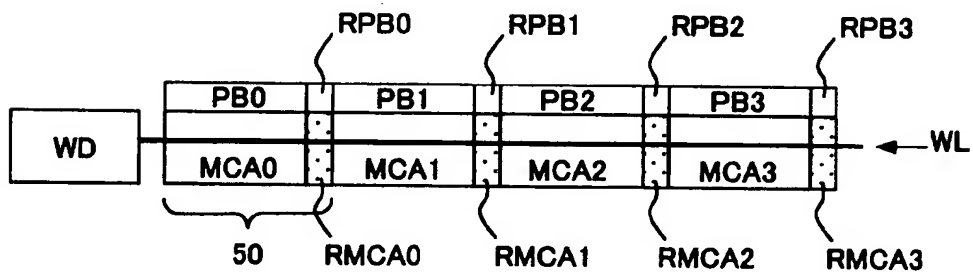 RPB0 RPB1 RPB2 RPB3
PB0 PB1 PB2 PB3
WD WL
MCA0 MCA1 MCA2 MCA3
50 RMCA0 RMCA1 RMCA2 RMCA3